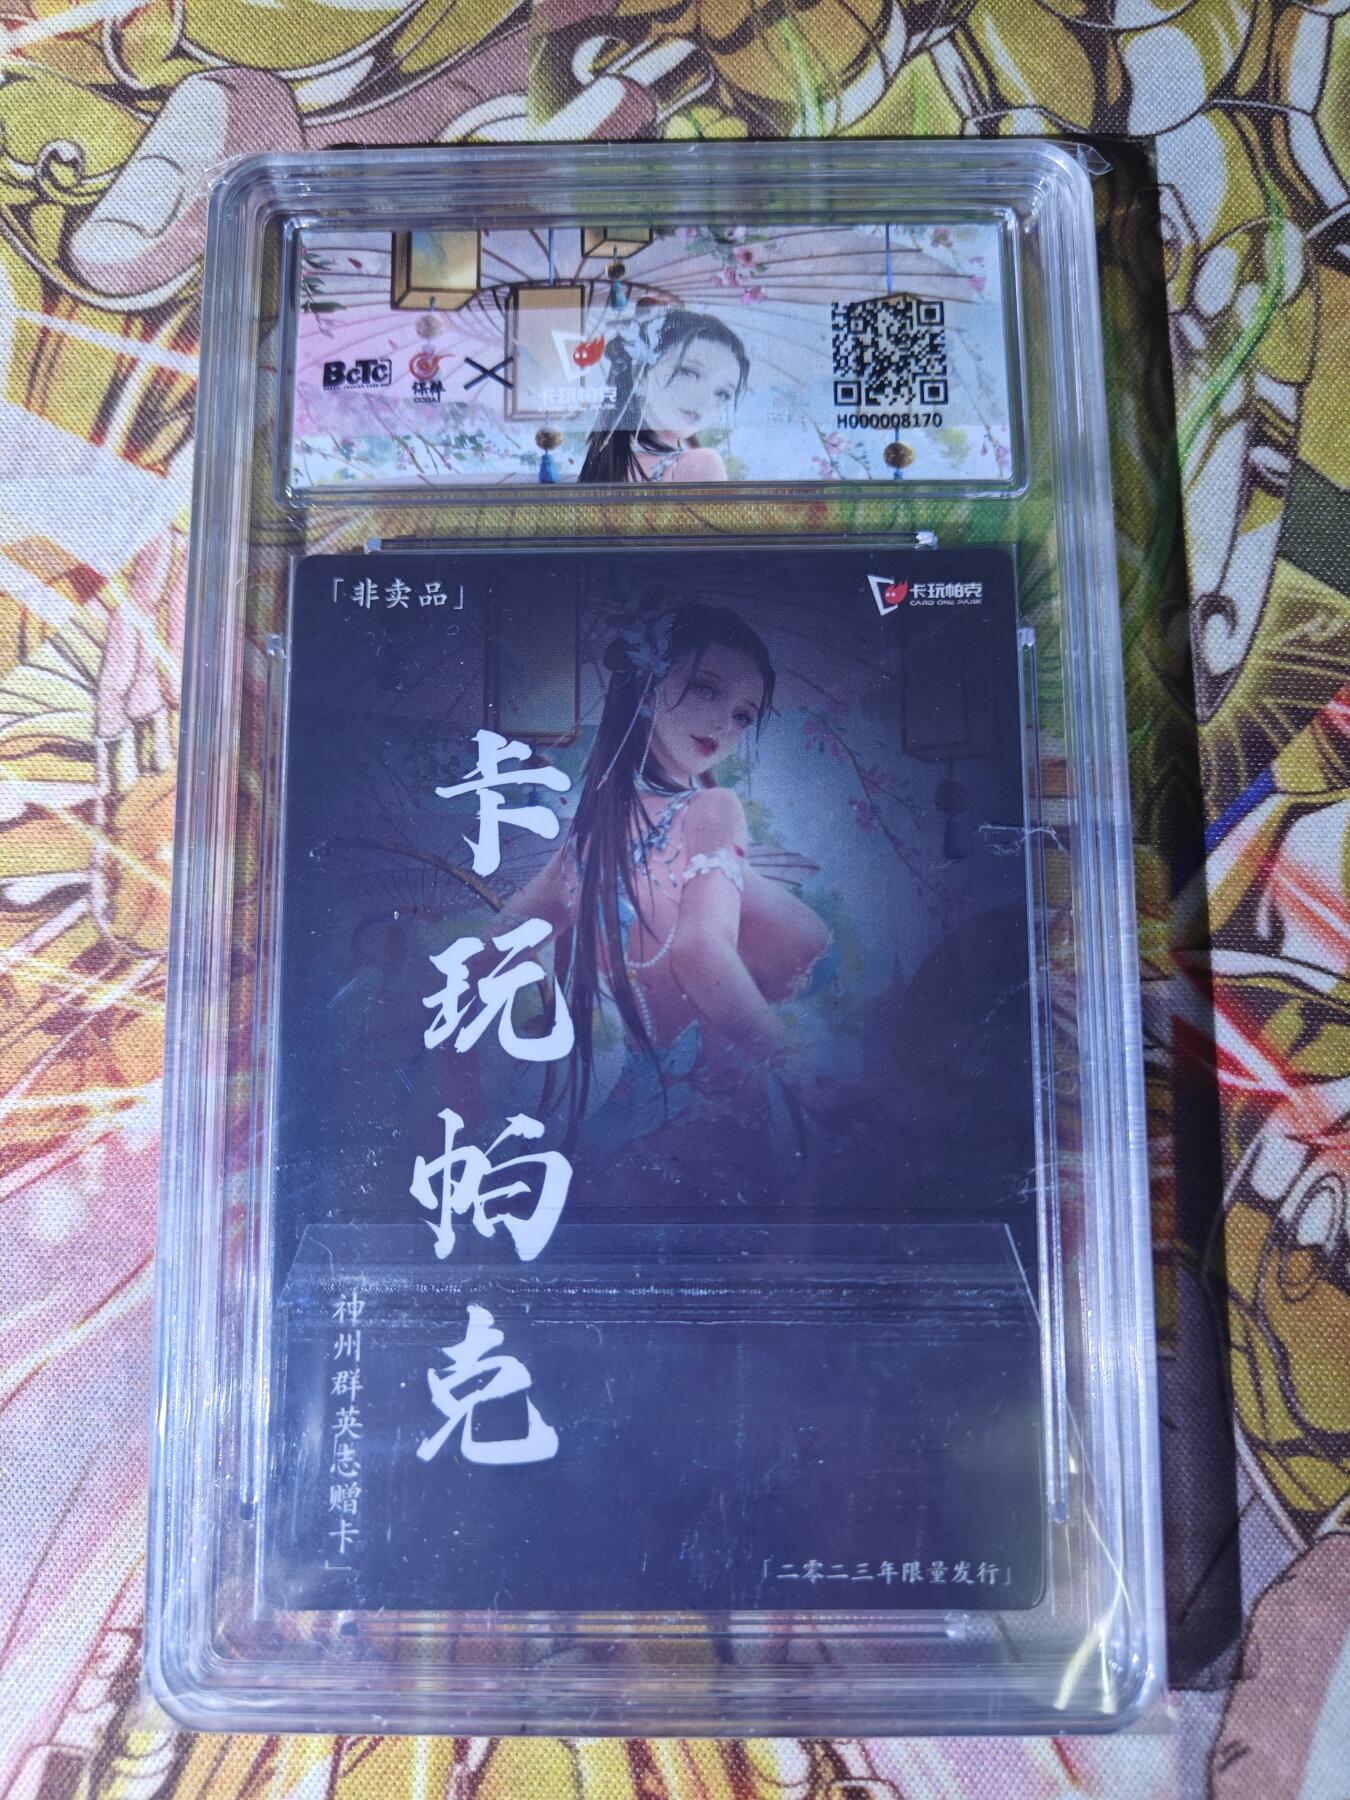 BCTC
保粹
CCGA
卡玩帕克
H000008170
「非卖品」
卡玩帕克
CARD ONE PARK
卡玩帕克
神州群英志赠卡」
「二零二三年限量发行」